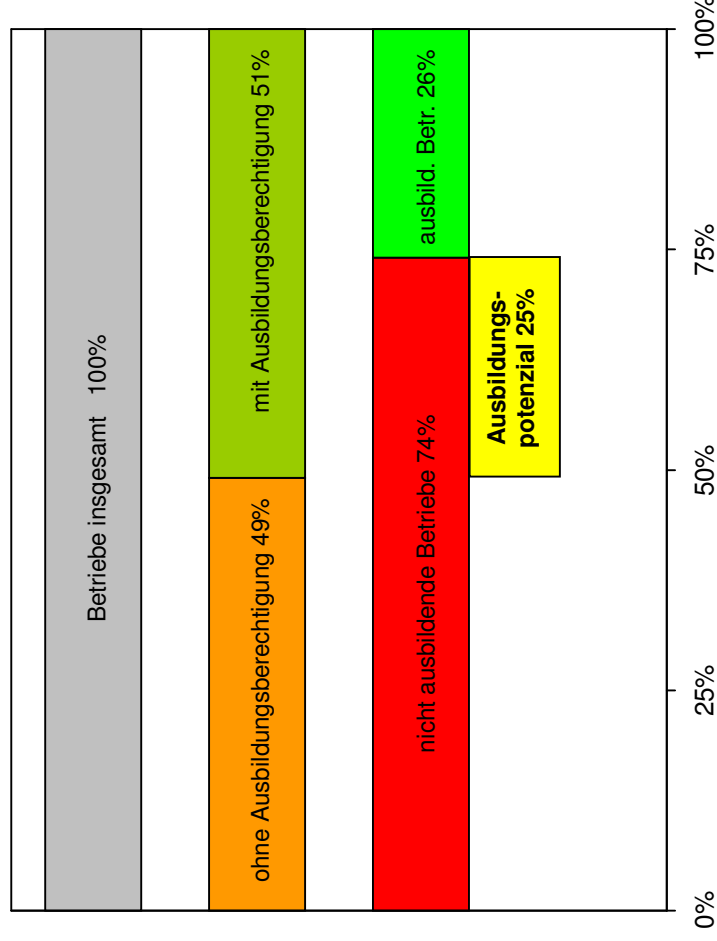 Betriebe insgesamt 100%
ohne Ausbildungsberechtigung 49%
mit Ausbildungsberechtigung 51%
nicht ausbildende Betriebe 74%
ausbild. Betr. 26%
Ausbildungs-
potenzial 25%
0%
25%
50%
75%
100%